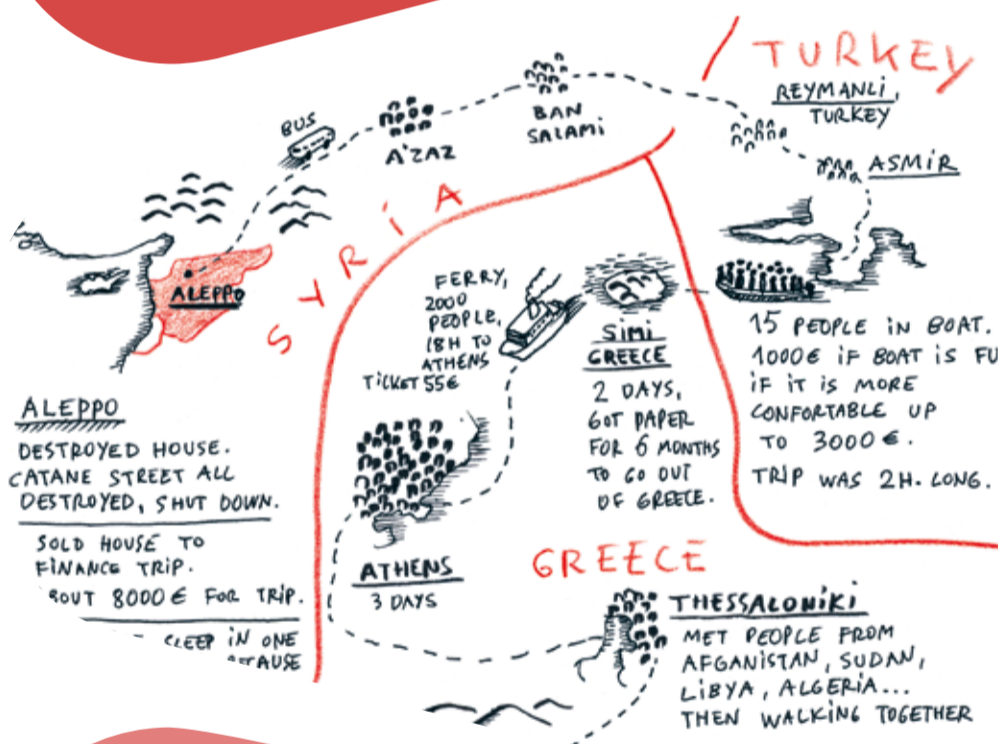 TURKEY
REYMANLI,
TURKEY
ASMIR
BAN
SALAMI
A'ZAZ
BUS
SYRIA
ALEPPO
ALEPPO
DESTROYED HOUSE.
CATANE STREET ALL
DESTROYED, SHUT DOWN.
SOLD HOUSE TO
FINANCE TRIP.
BOUT 8000 € FOR TRIP.
SLEEP IN ONE
FERRY,
2000
PEOPLE,
18H TO
ATHENS
TICKET 55€
SIMI
GREECE
2 DAYS,
GOT PAPER
FOR 6 MONTHS
TO GO OUT
OF GREECE.
15 PEOPLE IN BOAT.
1000€ IF BOAT IS FU
IF IT IS MORE
CONFORTABLE UP
TO 3000 €.
TRIP WAS 2H. LONG.
ATHENS
3 DAYS
GREECE
THESSALONIKI
MET PEOPLE FROM
AFGANISTAN, SUDAN,
LIBYA, ALGERIA...
THEN WALKING TOGETHER